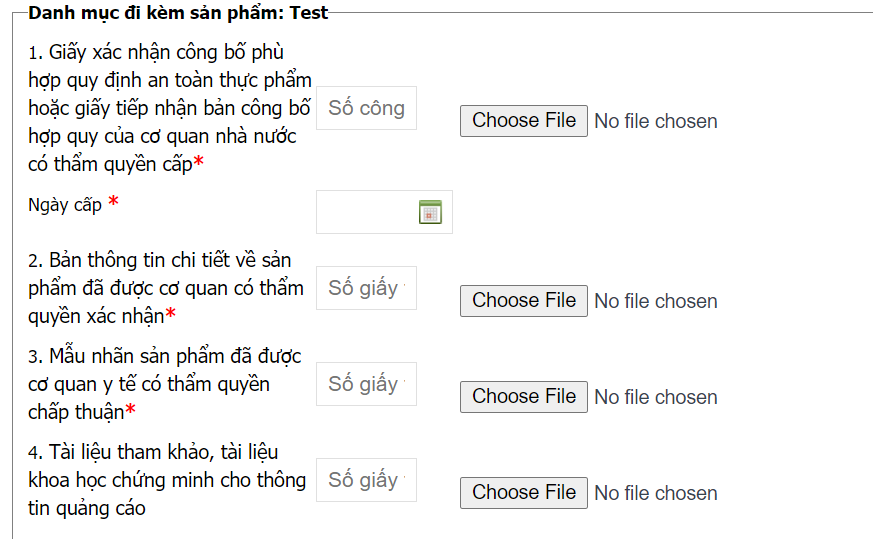 Danh mục đi kèm sản phẩm: Test
1. Giấy xác nhận công bố phù
hợp quy định an toàn thực phẩm
hoặc giấy tiếp nhận bản công bố
hợp quy của cơ quan nhà nước
có thẩm quyền cấp*
Số công
Choose File No file chosen
Ngày cấp *
2. Bản thông tin chi tiết về sản
phẩm đã được cơ quan có thẩm
quyền xác nhận*
Số giấy
Choose File No file chosen
3. Mẫu nhãn sản phẩm đã được
cơ quan y tế có thẩm quyền
chấp thuận*
Số giấy
Choose File No file chosen
4. Tài liệu tham khảo, tài liệu
khoa học chứng minh cho thông
tin quảng cáo
Số giấy
Choose File No file chosen